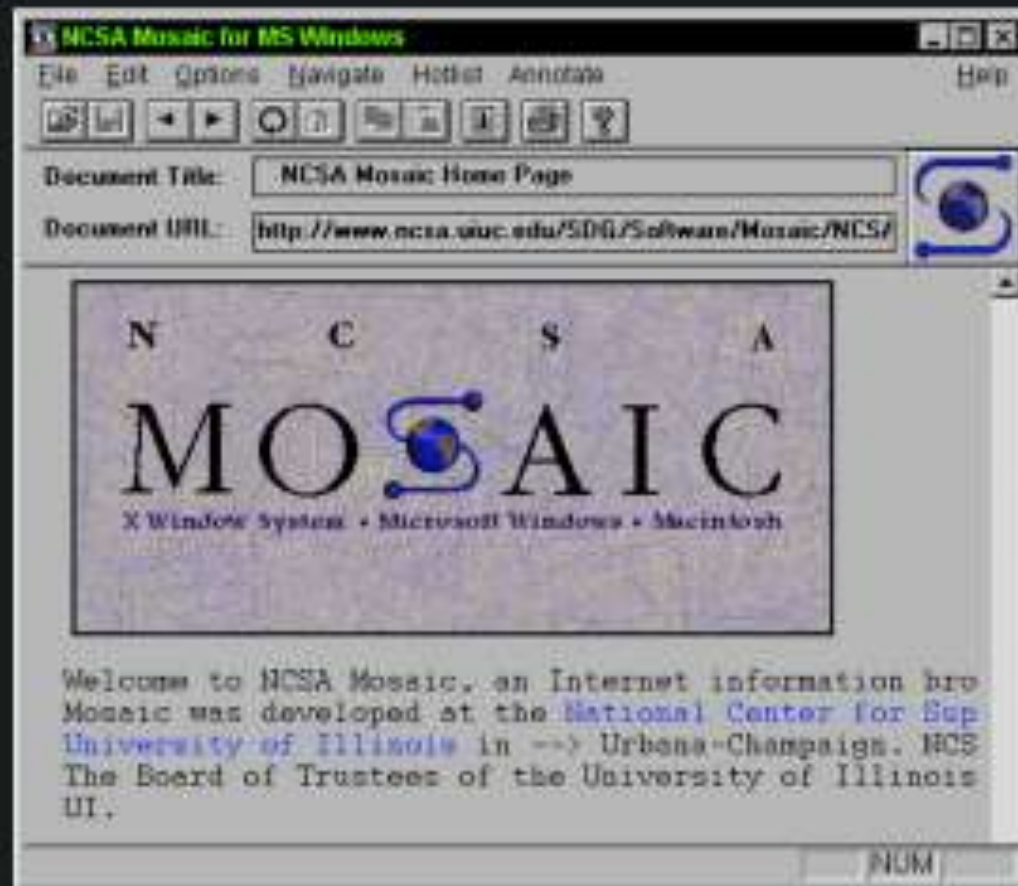 NCSA Mosaic for MS Windows
File Edit Options Navigate Hotlist Annotate Help
Document Title: NCSA Mosaic Home Page
Document URL: http://www.ncsa.uiuc.edu/SDG/Software/Mosaic/NCS/
N C S A
MOSAIC
X Window System • Microsoft Windows • Macintosh
Welcome to NCSA Mosaic, an Internet information bro
Mosaic was developed at the National Center for Sup
University of Illinois in --> Urbana-Champaign. NCS
The Board of Trustees of the University of Illinois
UI.
NUM